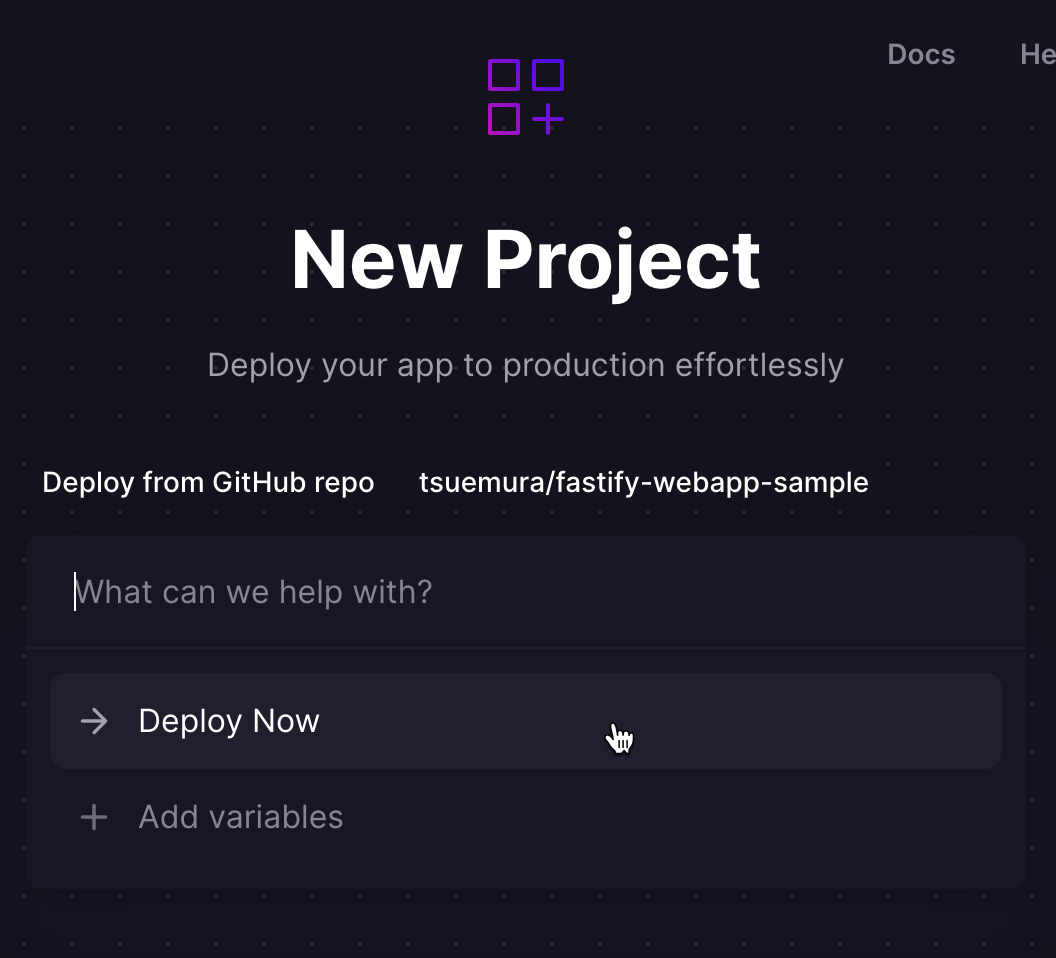 Docs
He
New Project
Deploy your app to production effortlessly
Deploy from GitHub repo tsuemura/fastify-webapp-sample
What can we help with?
Deploy Now
Add variables